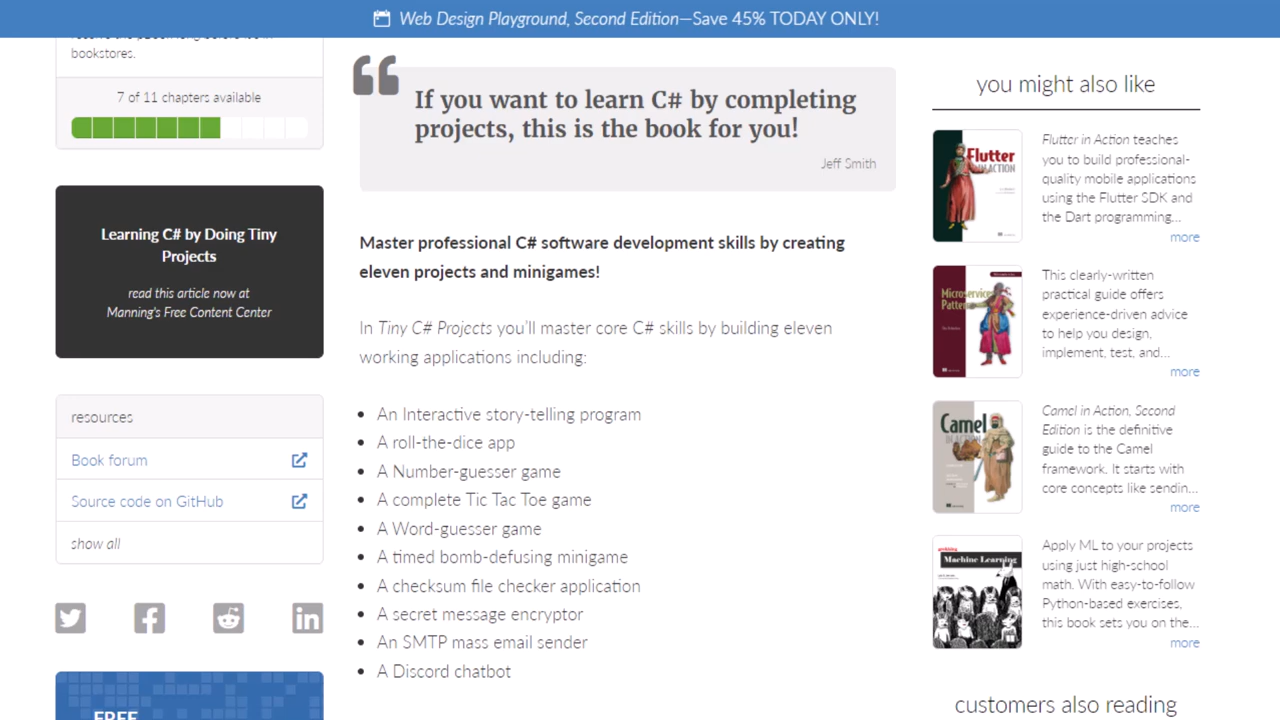 Web Design Playground, Second Edition—Save 45% TODAY ONLY!
bookstores.
7 of 11 chapters available
Learning C# by Doing Tiny
Projects
read this article now at
Manning's Free Content Center
resources
Book forum
Source code on GitHub
show all
FREE
If you want to learn C# by completing
projects, this is the book for you!
Jeff Smith
Master professional C# software development skills by creating
eleven projects and minigames!
In Tiny C# Projects you’ll master core C# skills by building eleven
working applications including:
An Interactive story-telling program
A roll-the-dice app
A Number-guesser game
A complete Tic Tac Toe game
A Word-guesser game
A timed bomb-defusing minigame
A checksum file checker application
A secret message encryptor
An SMTP mass email sender
A Discord chatbot
you might also like
Flutter
IN ACTION
Flutter in Action teaches
you to build professional-
quality mobile applications
using the Flutter SDK and
the Dart programming...
more
Microservices
Patterns
This clearly-written
practical guide offers
experience-driven advice
to help you design,
implement, test, and...
more
Camel
IN ACTION
Camel in Action, Second
Edition is the definitive
guide to the Camel
framework. It starts with
core concepts like sendin...
more
Machine Learning
Apply ML to your projects
using just high-school
math. With easy-to-follow
Python-based exercises,
this book sets you on the...
more
customers also reading